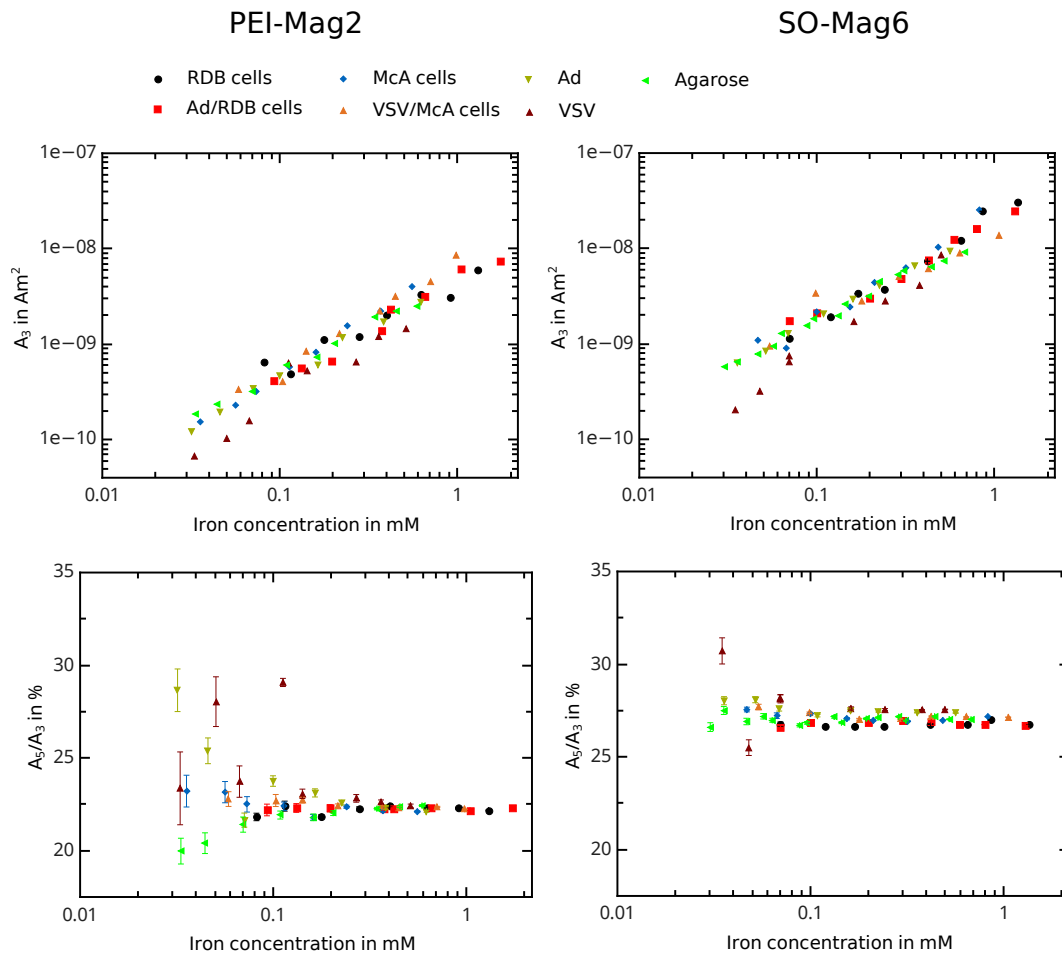 PEI-Mag2 SO-Mag6
RDB cells McA cells Ad Agarose
Ad/RDB cells VSV/McA cells VSV
1e−07 1e−07
1e−08 1e−08
1e−09 1e−09
1e−10 1e−10
A₃ in Am² A₃ in Am²
0.01 0.1 1 0.01 0.1 1
Iron concentration in mM Iron concentration in mM
35 35
30 30
25 25
20 20
A₅/A₃ in % A₅/A₃ in %
0.01 0.1 1 0.01 0.1 1
Iron concentration in mM Iron concentration in mM